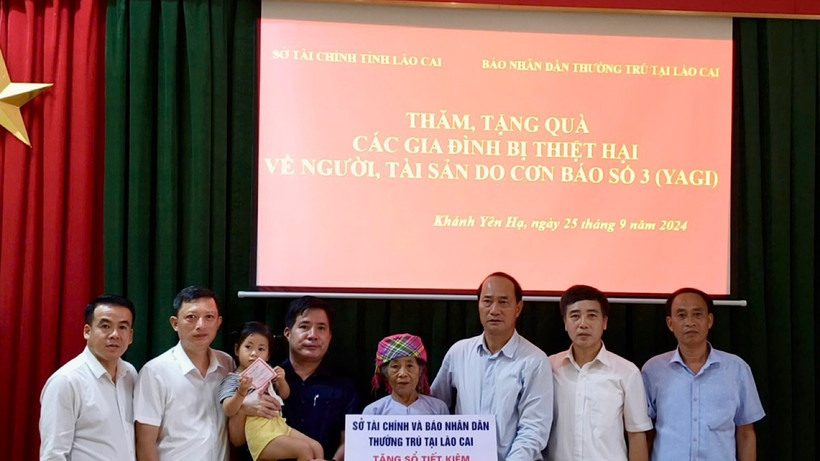 SỞ TÀI CHÍNH TỈNH LÀO CAI BÁO NHÂN DÂN THƯỜNG TRÚ TẠI LÀO CAI
THĂM, TẶNG QUÀ
CÁC GIA ĐÌNH BỊ THIỆT HẠI
VỀ NGƯỜI, TÀI SẢN DO CƠN BÃO SỐ 3 (YAGI)
Khánh Yên Hạ, ngày 25 tháng 9 năm 2024
SỞ TÀI CHÍNH VÀ BÁO NHÂN DÂN
THƯỜNG TRÚ TẠI LÀO CAI
TẶNG SỔ TIẾT KIỆM